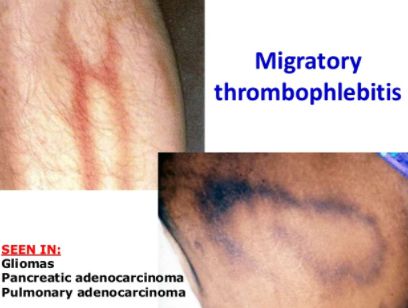 Migratory
thrombophlebitis
SEEN IN:
Gliomas
Pancreatic adenocarcinoma
Pulmonary adenocarcinoma